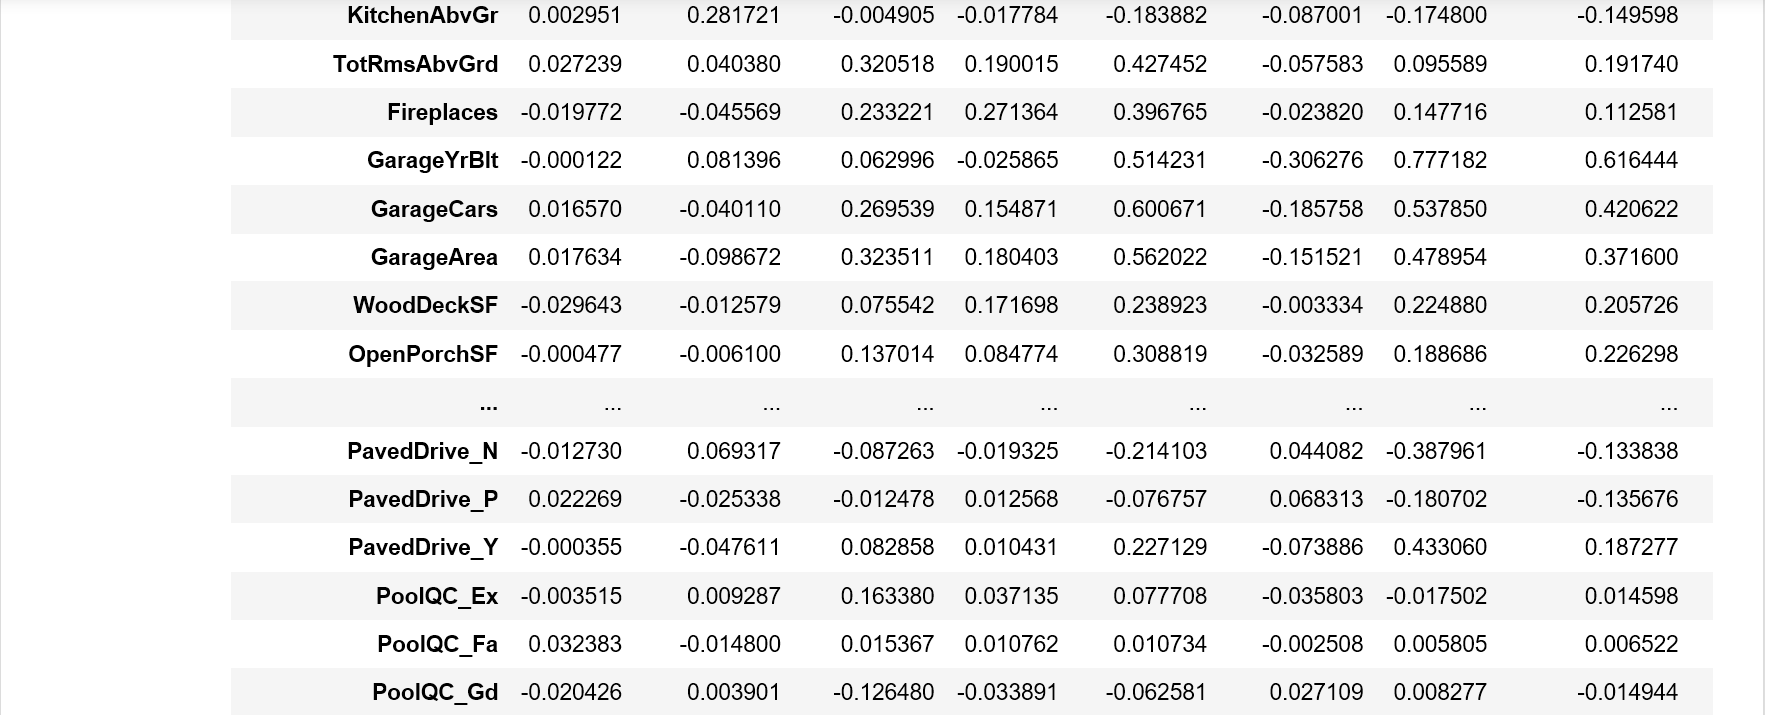 KitchenAbvGr 0.002951 0.281721 -0.004905 -0.017784 -0.183882 -0.087001 -0.174800 -0.149598
TotRmsAbvGrd 0.027239 0.040380 0.320518 0.190015 0.427452 -0.057583 0.095589 0.191740
Fireplaces -0.019772 -0.045569 0.233221 0.271364 0.396765 -0.023820 0.147716 0.112581
GarageYrBlt -0.000122 0.081396 0.062996 -0.025865 0.514231 -0.306276 0.777182 0.616444
GarageCars 0.016570 -0.040110 0.269539 0.154871 0.600671 -0.185758 0.537850 0.420622
GarageArea 0.017634 -0.098672 0.323511 0.180403 0.562022 -0.151521 0.478954 0.371600
WoodDeckSF -0.029643 -0.012579 0.075542 0.171698 0.238923 -0.003334 0.224880 0.205726
OpenPorchSF -0.000477 -0.006100 0.137014 0.084774 0.308819 -0.032589 0.188686 0.226298
... ... ... ... ... ... ... ... ...
PavedDrive_N -0.012730 0.069317 -0.087263 -0.019325 -0.214103 0.044082 -0.387961 -0.133838
PavedDrive_P 0.022269 -0.025338 -0.012478 0.012568 -0.076757 0.068313 -0.180702 -0.135676
PavedDrive_Y -0.000355 -0.047611 0.082858 0.010431 0.227129 -0.073886 0.433060 0.187277
PoolQC_Ex -0.003515 0.009287 0.163380 0.037135 0.077708 -0.035803 -0.017502 0.014598
PoolQC_Fa 0.032383 -0.014800 0.015367 0.010762 0.010734 -0.002508 0.005805 0.006522
PoolQC_Gd -0.020426 0.003901 -0.126480 -0.033891 -0.062581 0.027109 0.008277 -0.014944